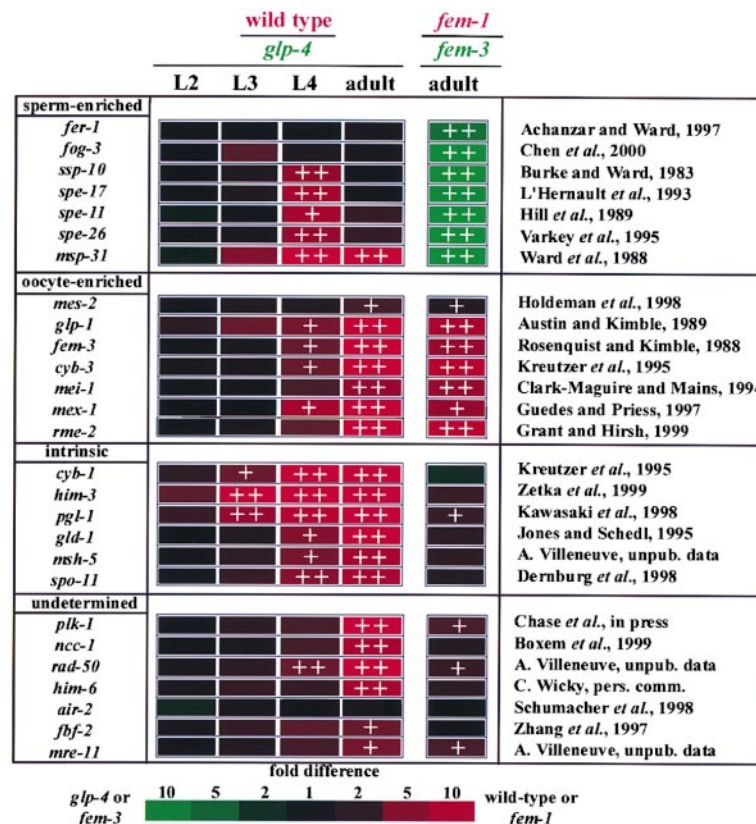 wild type fem-1
glp-4 fem-3
L2 L3 L4 adult adult
sperm-enriched
fer-1 ++ Achanzar and Ward, 1997
fog-3 ++ Chen et al., 2000
ssp-10 ++ ++ Burke and Ward, 1983
spe-17 ++ ++ L'Hernault et al., 1993
spe-11 + ++ Hill et al., 1989
spe-26 ++ ++ Varkey et al., 1995
msp-31 ++ ++ ++ Ward et al., 1988
oocyte-enriched
mes-2 + + Holdeman et al., 1998
glp-1 + ++ ++ Austin and Kimble, 1989
fem-3 + ++ ++ Rosenquist and Kimble, 1988
cyb-3 + ++ ++ Kreutzer et al., 1995
mei-1 ++ ++ Clark-Maguire and Mains, 1994
mex-1 + ++ + Guedes and Priess, 1997
rme-2 ++ ++ Grant and Hirsh, 1999
intrinsic
cyb-1 + ++ ++ Kreutzer et al., 1995
him-3 ++ ++ ++ Zetka et al., 1999
pgl-1 ++ ++ ++ + Kawasaki et al., 1998
gld-1 + ++ Jones and Schedl, 1995
msh-5 + ++ A. Villeneuve, unpub. data
spo-11 ++ ++ Dernburg et al., 1998
undetermined
plk-1 ++ + Chase et al., in press
ncc-1 ++ Boxem et al., 1999
rad-50 ++ ++ + A. Villeneuve, unpub. data
him-6 ++ C. Wicky, pers. comm.
air-2 Schumacher et al., 1998
fbf-2 + Zhang et al., 1997
mre-11 + + A. Villeneuve, unpub. data
fold difference
glp-4 or 10 5 2 1 2 5 10 wild-type or
fem-3 fem-1